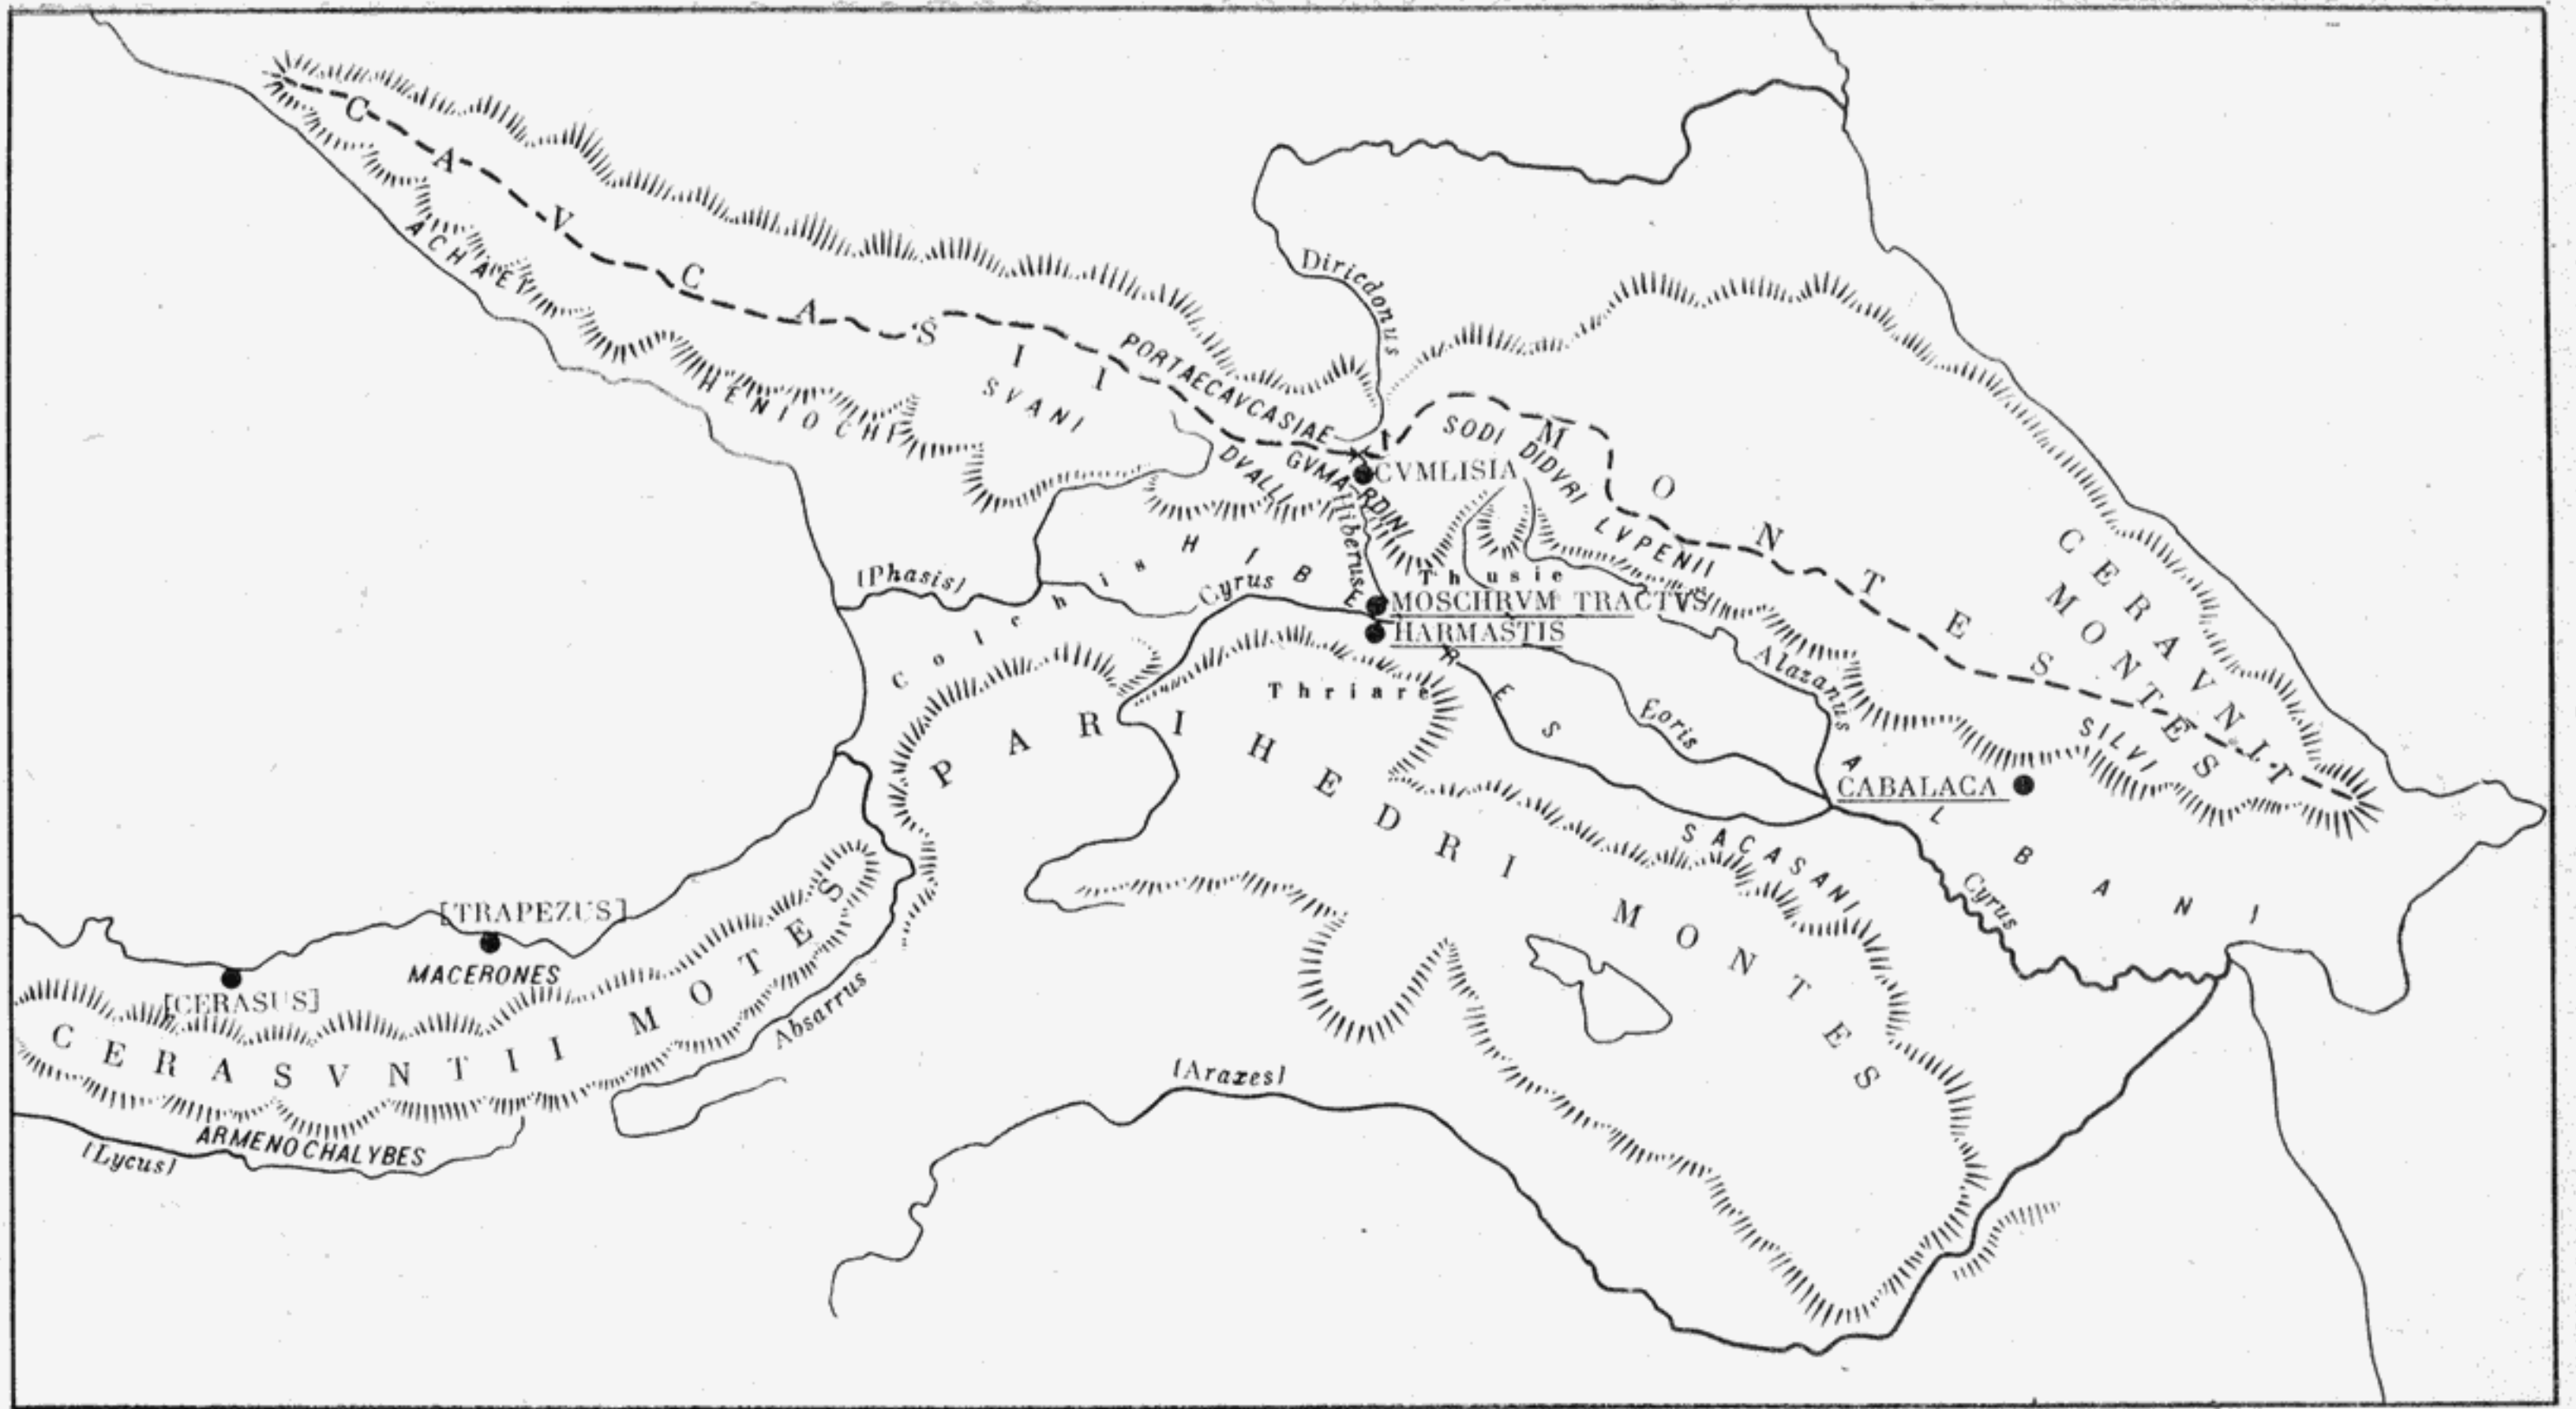 CAVCASII MONTES
ACHAEI
HENIOCHI
SVANI
PORTAECAVCASIAE
Diricdonus
DVALLI
GVMARDINI
CVMLISIA
SODI
DIDVRI
LVPENII
CERAVNII
MONTES
SILVI
Hiberus
HIBERES
Thusie
(Phasis)
Cyrus
Colchis
MOSCHRVM TRACTVS
HARMASTIS
Thriare
Alazanus
Eoris
PARIHEDRI MONTES
CABALACA
ALBANI
SACASANI
Cyrus
[TRAPEZUS]
MACERONES
[CERASUS]
CERASVNTII MOTES
Absarrus
ARMENOCHALYBES
(Lycus)
(Araxes)